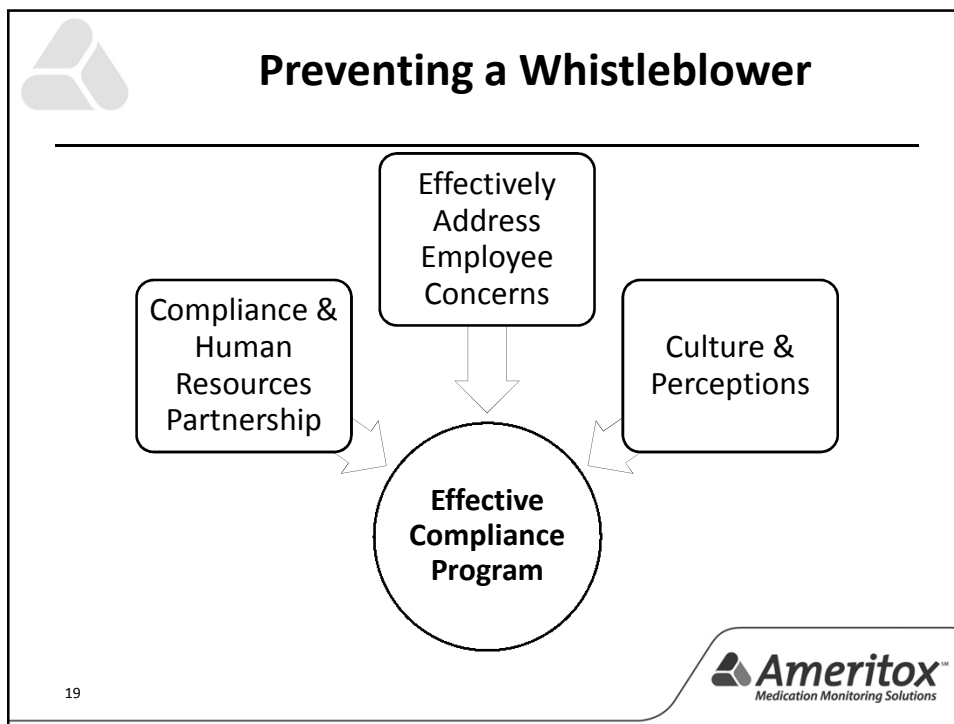 Preventing a Whistleblower
Effectively
Address
Employee
Concerns
Compliance &
Human
Resources
Partnership
Culture &
Perceptions
Effective
Compliance
Program
19
Ameritox℠
Medication Monitoring Solutions